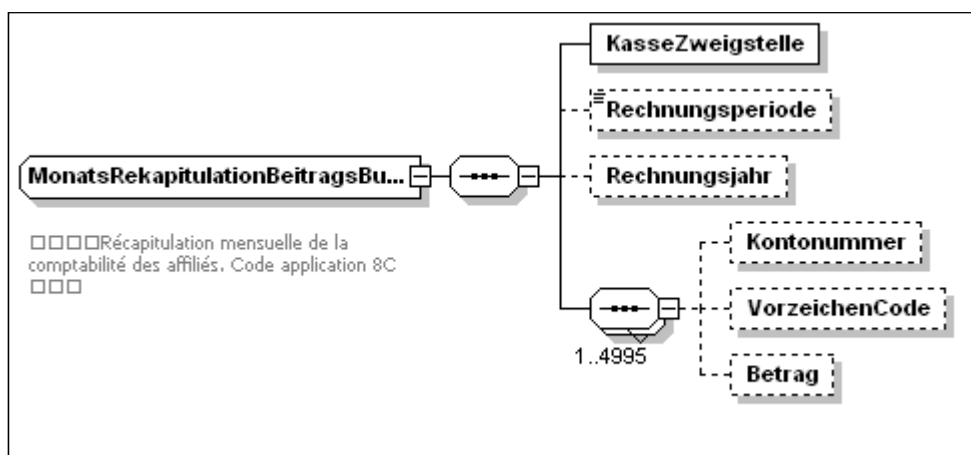 KasseZweigstelle
Rechnungsperiode
MonatsRekapitulationBeitragsBu...
Rechnungsjahr
Récapitulation mensuelle de la
comptabilité des affiliés. Code application 8C
Kontonummer
VorzeichenCode
1..4995
Betrag